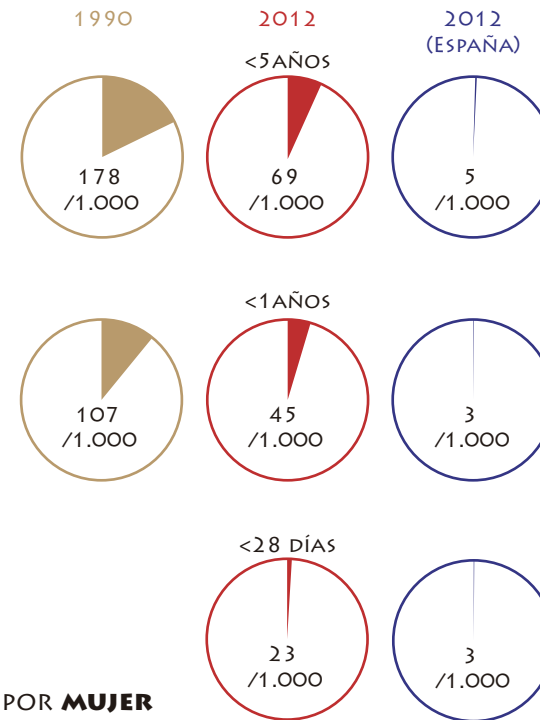 1990 2012 2012
(ESPAÑA)
<5AÑOS
178 69 5
/1.000 /1.000 /1.000
<1AÑOS
107 45 3
/1.000 /1.000 /1.000
<28 DÍAS
23 3
/1.000 /1.000
POR MUJER